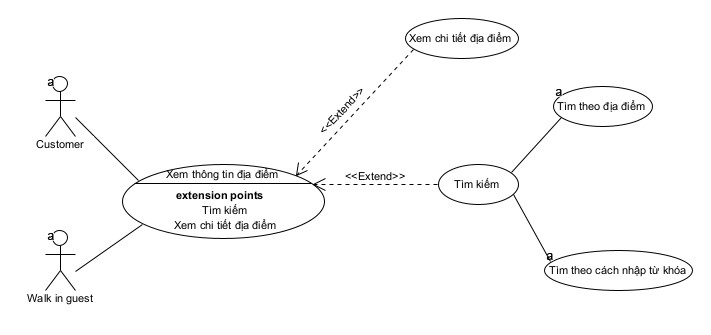 Xem chi tiết địa điểm
a
Customer
<<Extend>>
a
Tìm theo địa điểm
Xem thông tin địa điểm
extension points
Tìm kiếm
Xem chi tiết địa điểm
<<Extend>>
Tìm kiếm
a
Walk in guest
a
Tìm theo cách nhập từ khóa